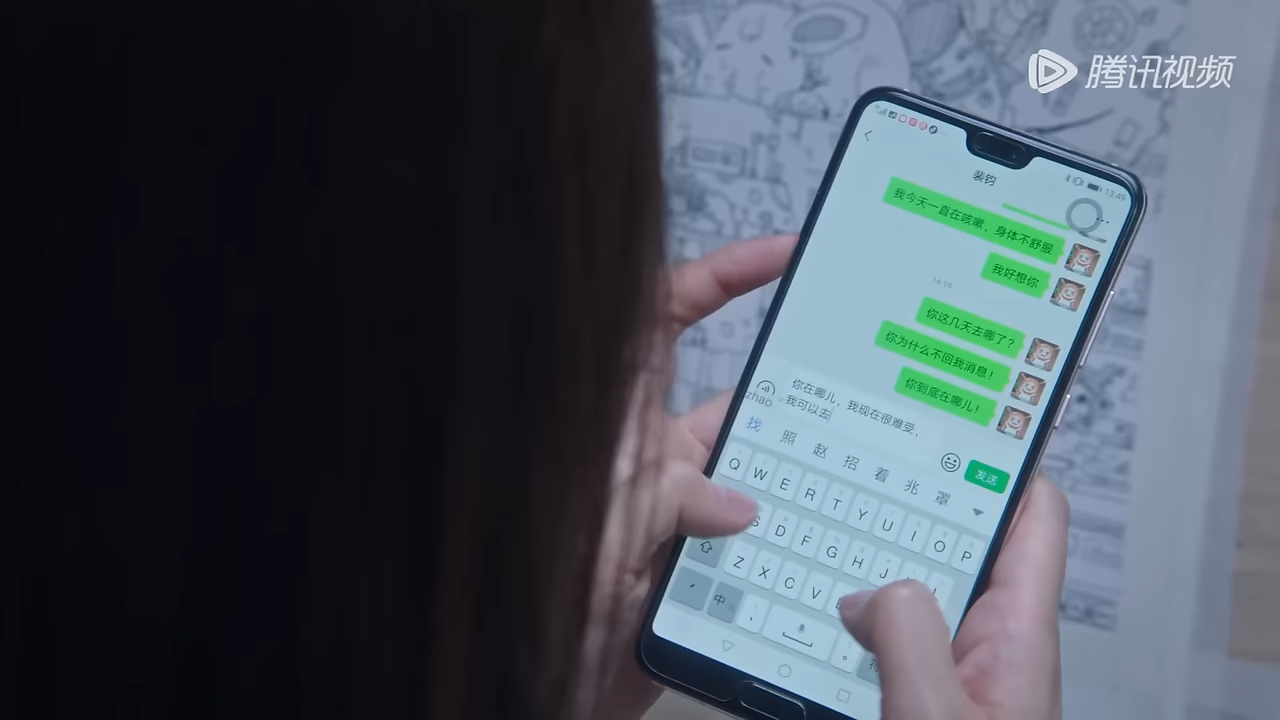 腾讯视频
13:49
裴钧
我今天一直在咳嗽，身体不舒服
我好想你
14:10
你这几天去哪了？
你为什么不回我消息！
你到底在哪儿！
你在哪儿，我现在很难受，
我可以去
zhao
找 照 赵 招 着 兆 罩
发送
Q W E R T Y U I O P
S D F G H J L
Z X C V
中 ， 。